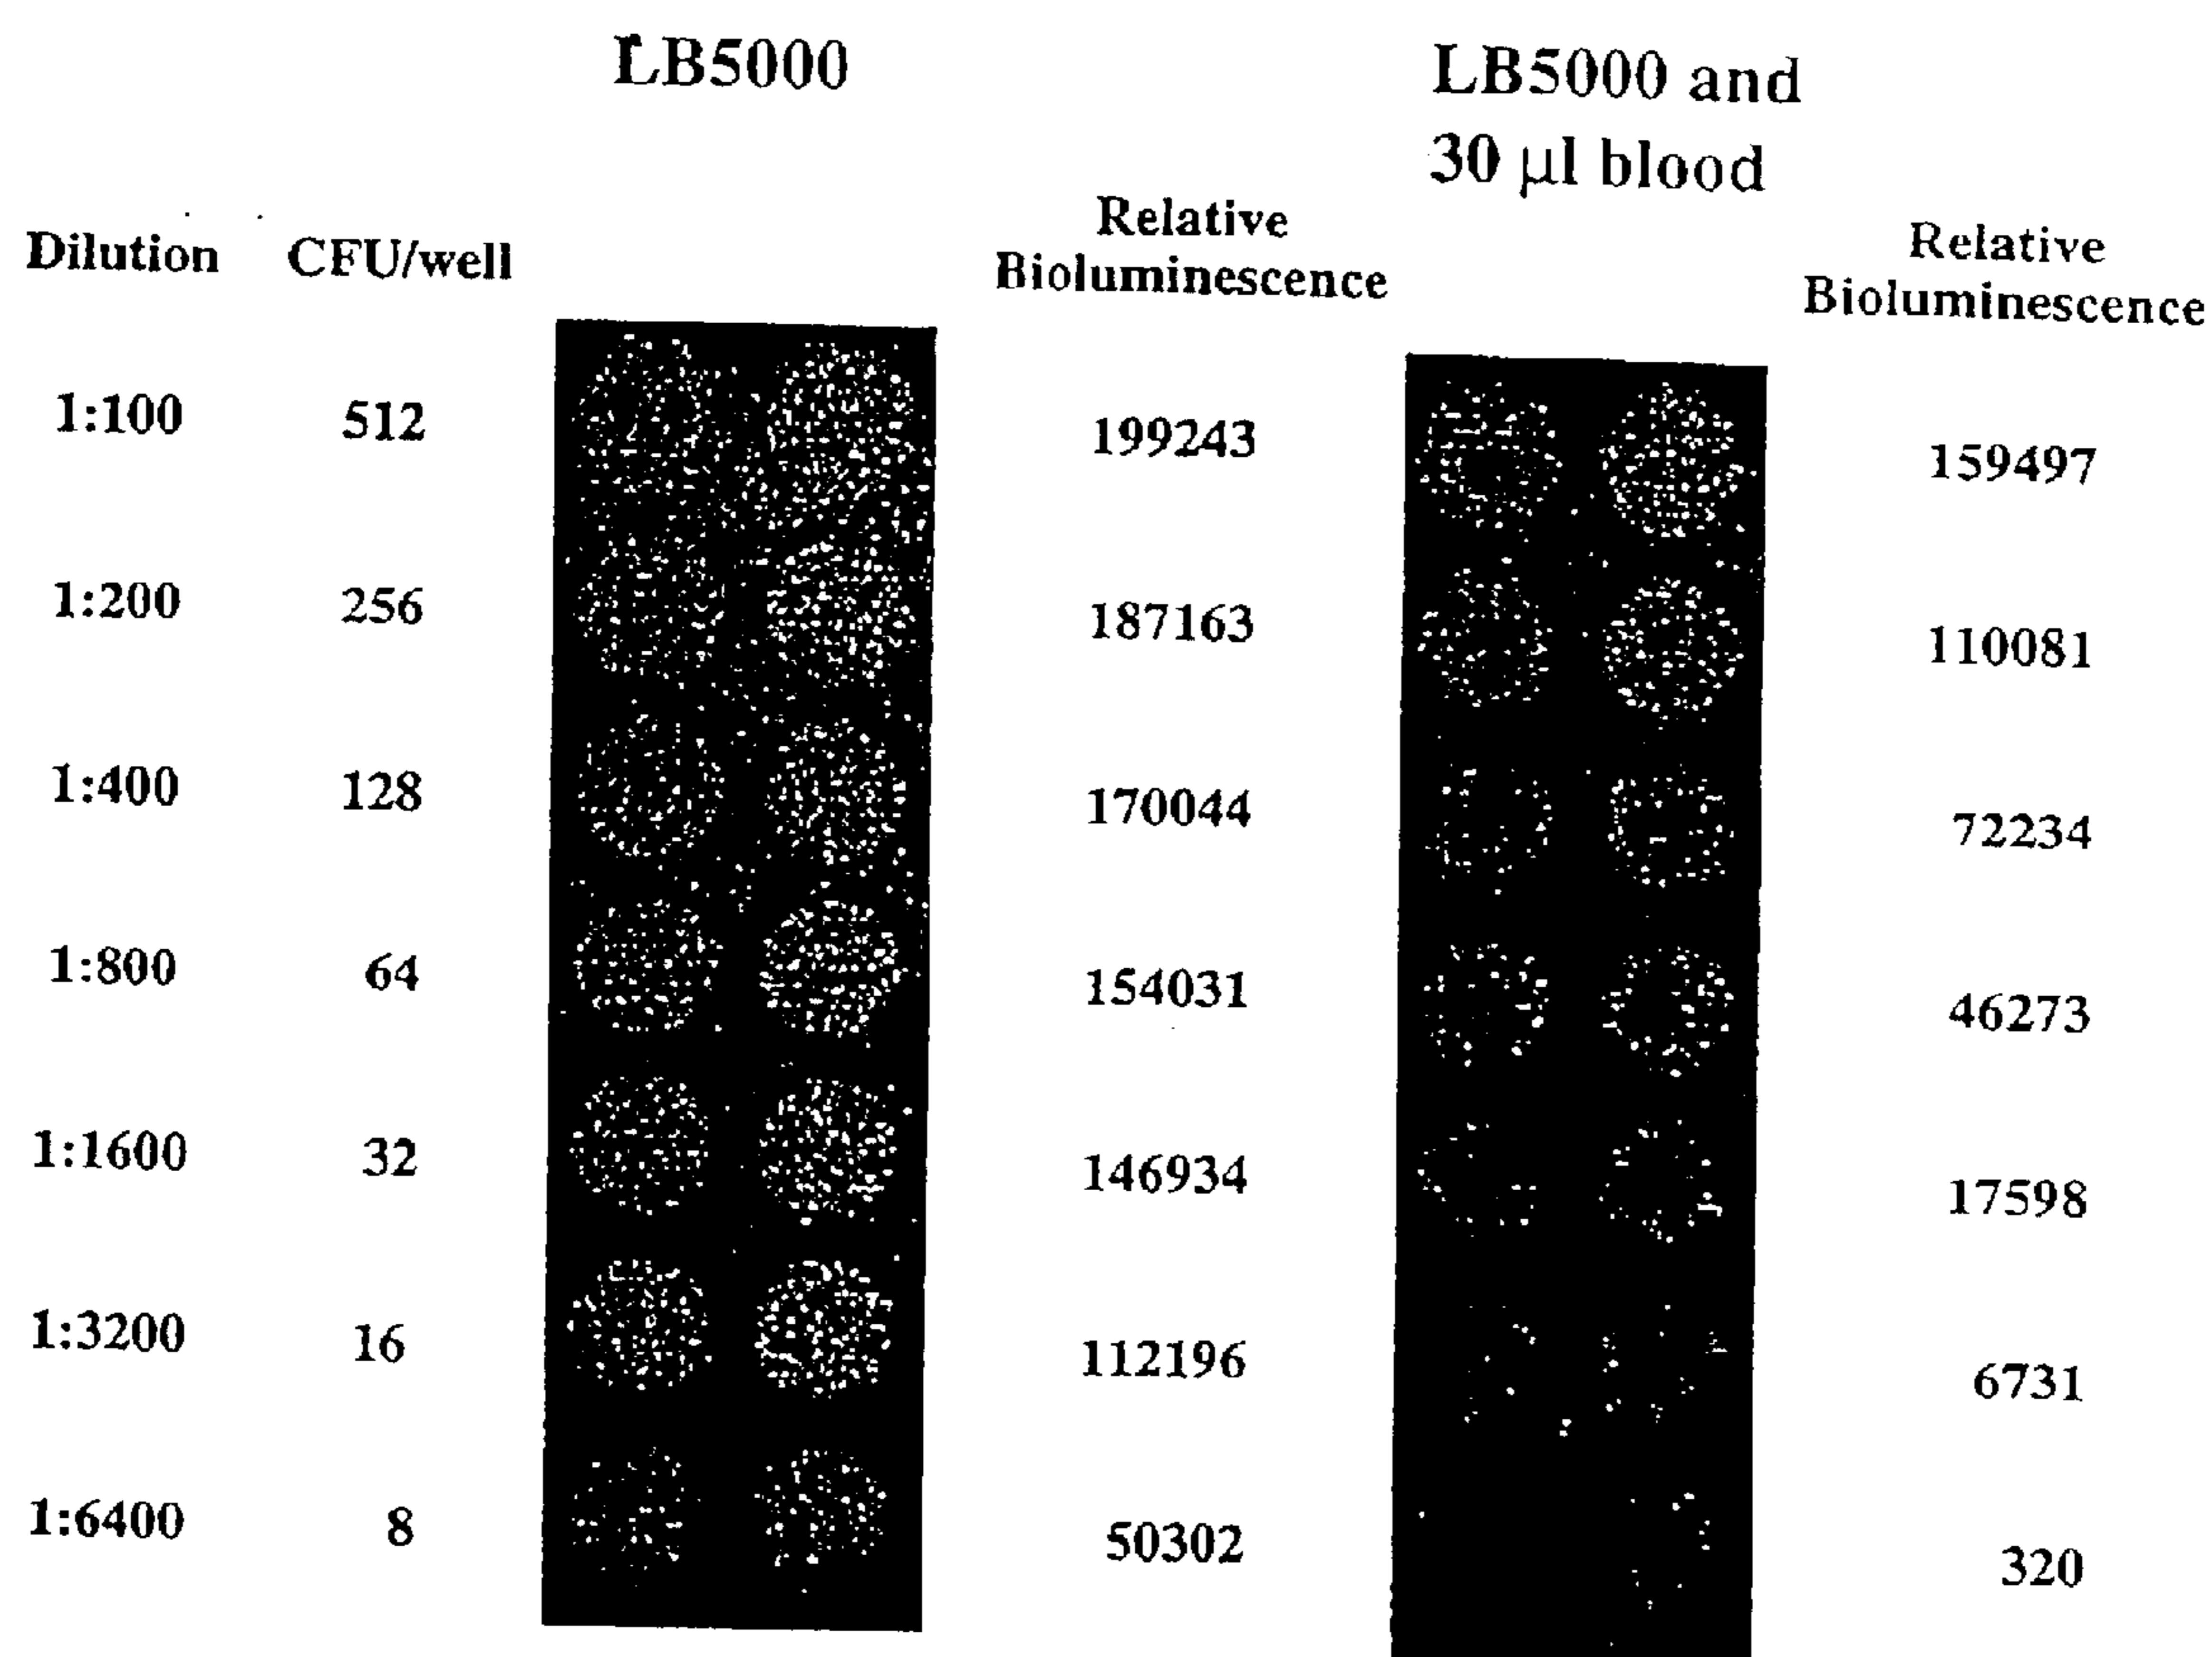 LB5000
LB5000 and
30 µl blood
Dilution CFU/well Relative Bioluminescence Relative Bioluminescence
1:100 512 199243 159497
1:200 256 187163 110081
1:400 128 170044 72234
1:800 64 154031 46273
1:1600 32 146934 17598
1:3200 16 112196 6731
1:6400 8 50302 320